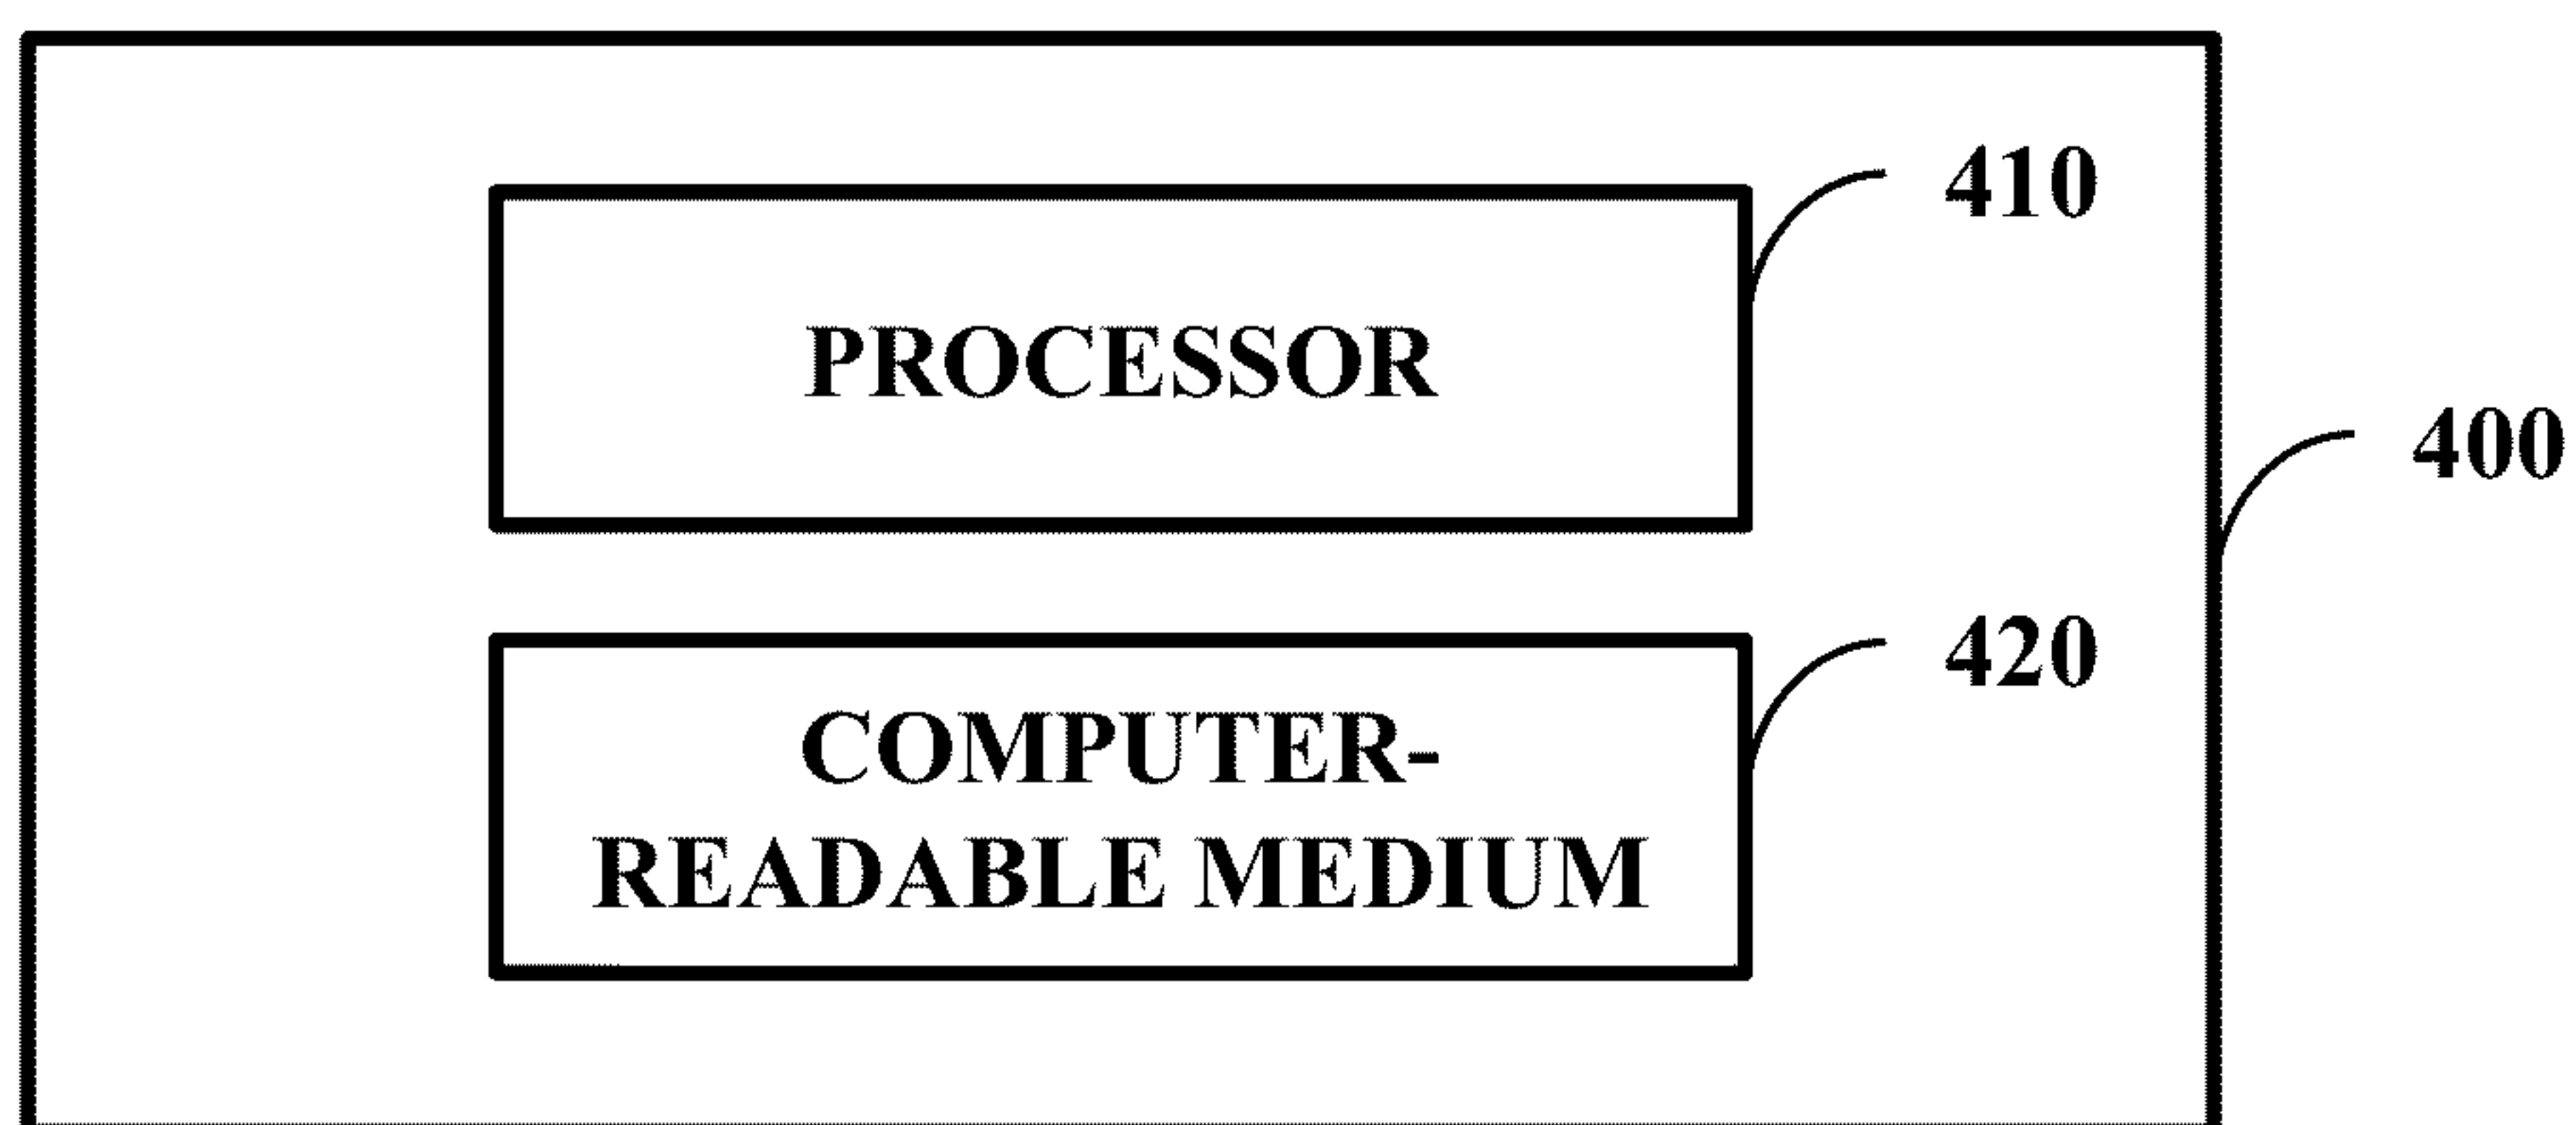 410
PROCESSOR
400
420
COMPUTER-
READABLE MEDIUM